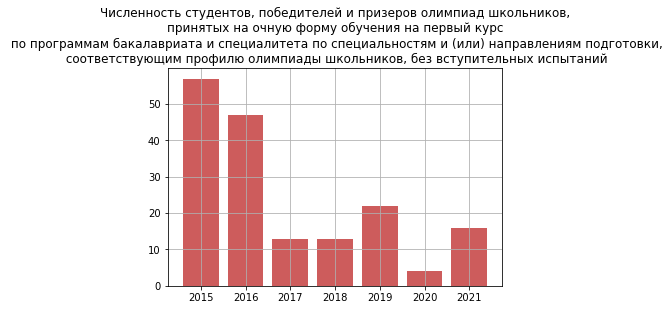 Численность студентов, победителей и призеров олимпиад школьников,
принятых на очную форму обучения на первый курс
по программам бакалавриата и специалитета по специальностям и (или) направлениям подготовки,
соответствующим профилю олимпиады школьников, без вступительных испытаний
50
40
30
20
10
0
2015 2016 2017 2018 2019 2020 2021